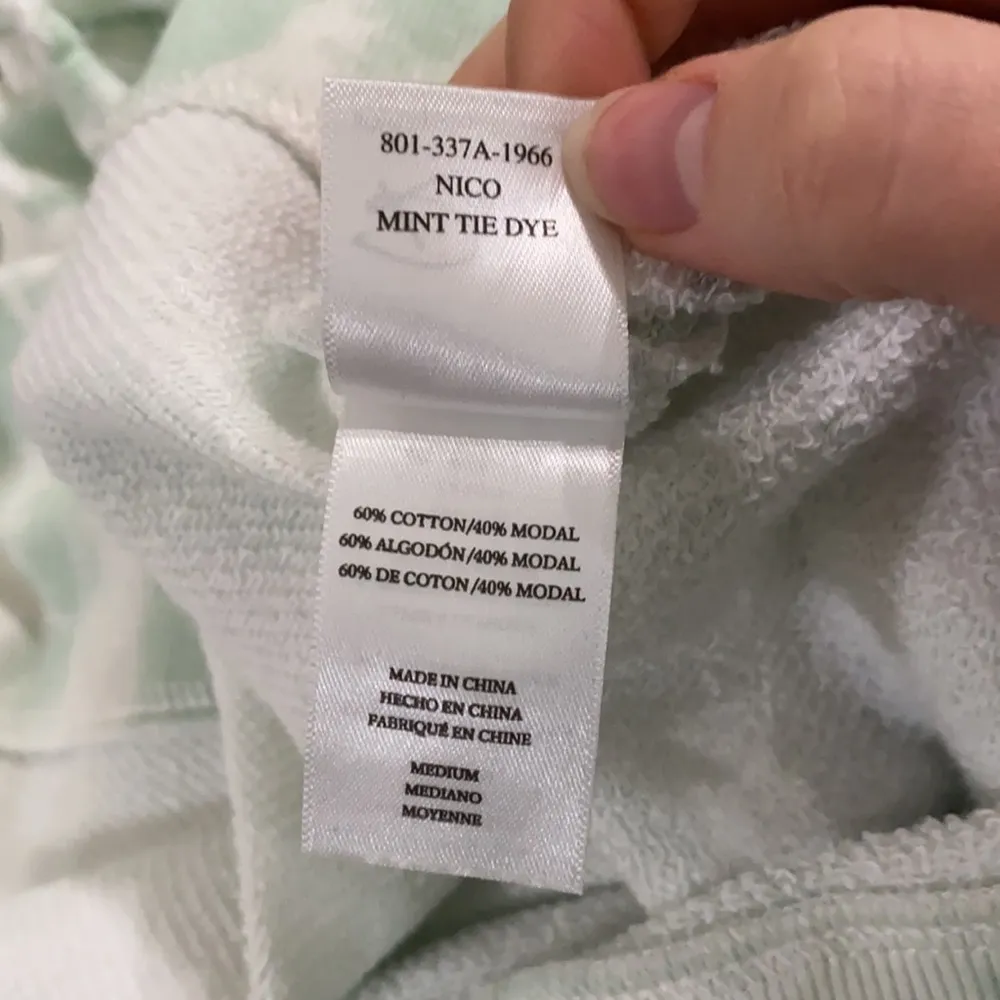 801-337A-1966
NICO
MINT TIE DYE
60% COTTON/40% MODAL
60% ALGODÓN/40% MODAL
60% DE COTON/40% MODAL
MADE IN CHINA
HECHO EN CHINA
FABRIQUÉ EN CHINE
MEDIUM
MEDIANO
MOYENNE